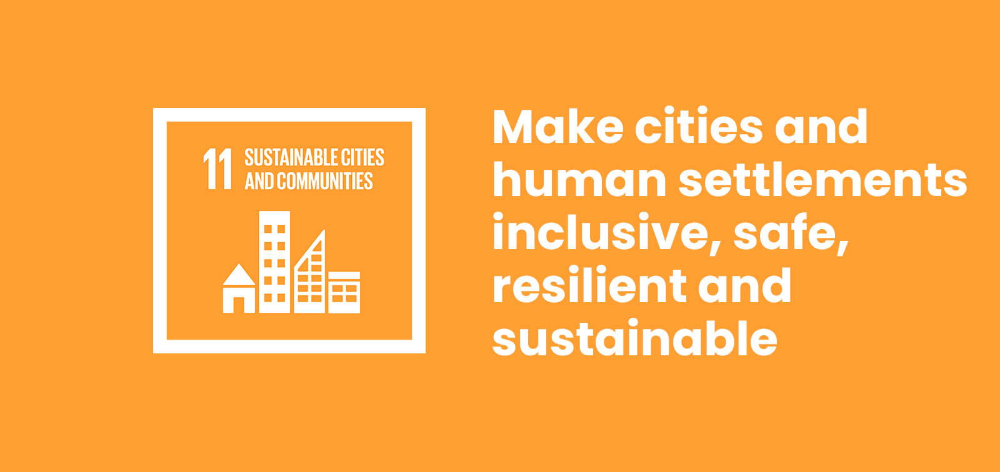 11 SUSTAINABLE CITIES
AND COMMUNITIES
Make cities and
human settlements
inclusive, safe,
resilient and
sustainable